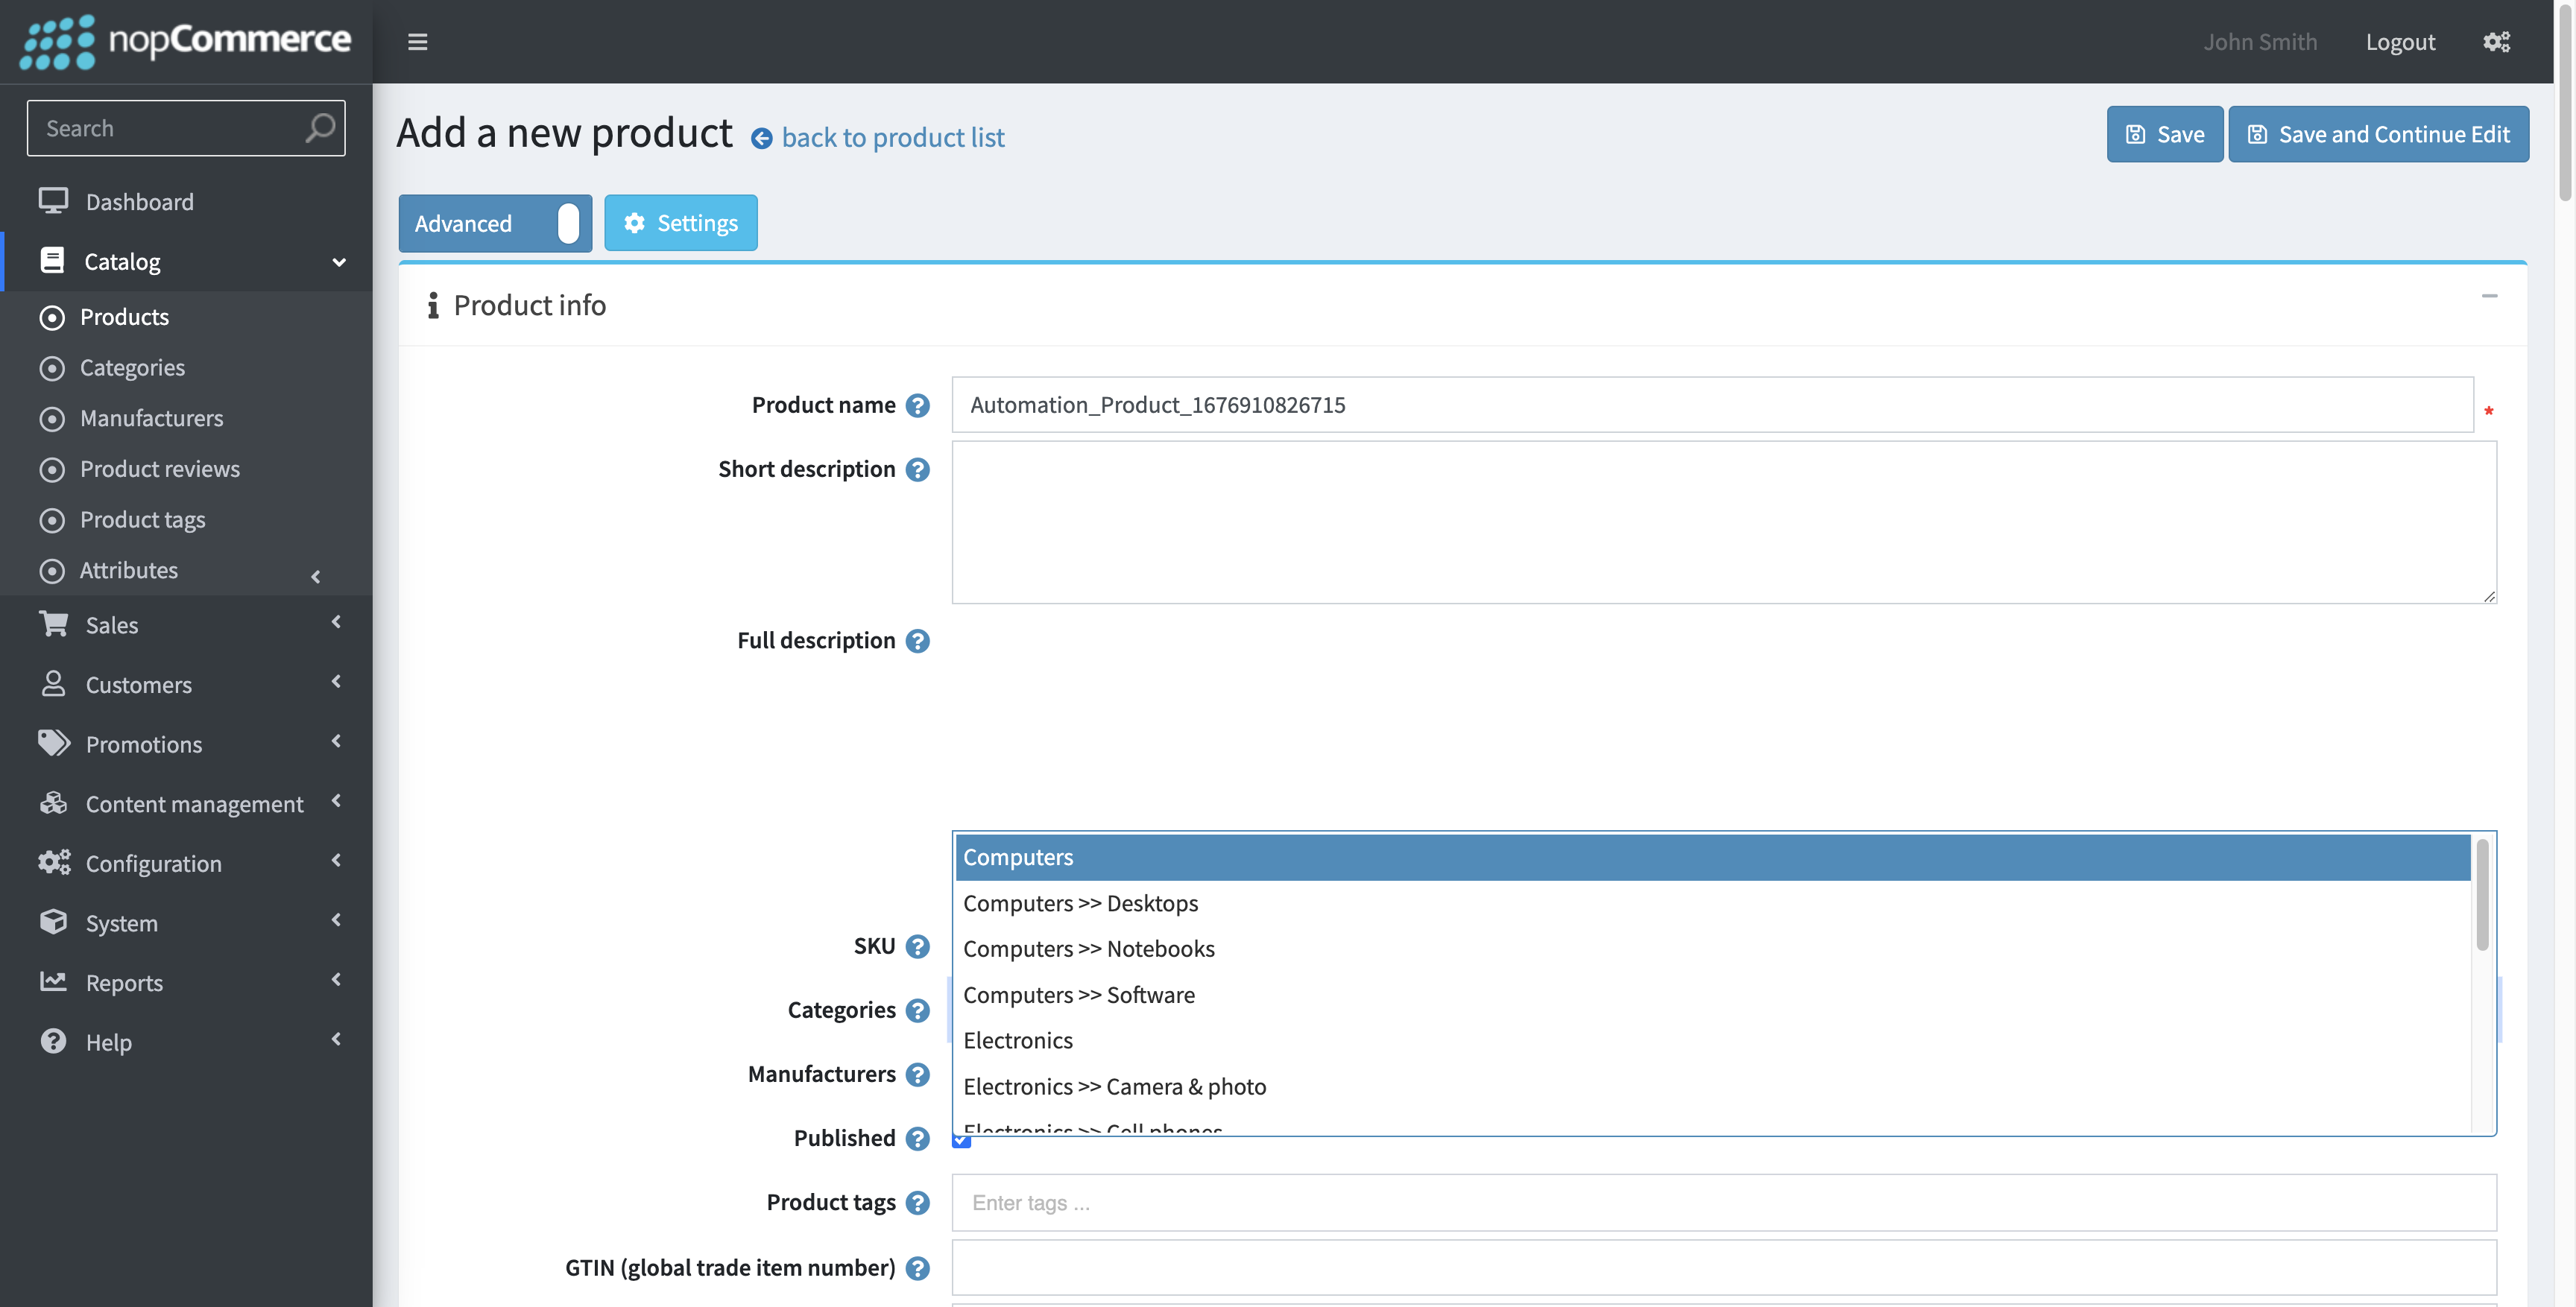 nopCommerce
John Smith
Logout
Search
Add a new product
back to product list
Save
Save and Continue Edit
Dashboard
Advanced
Settings
Catalog
Product info
Products
Categories
Manufacturers
Product reviews
Product tags
Attributes
Sales
Customers
Promotions
Content management
Configuration
System
Reports
Help
Product name
Automation_Product_1676910826715
*
Short description
Full description
Computers
Computers >> Desktops
Computers >> Notebooks
Computers >> Software
Electronics
Electronics >> Camera & photo
Electronics >> Cell phones
SKU
Categories
Manufacturers
Published
Product tags
Enter tags ...
GTIN (global trade item number)